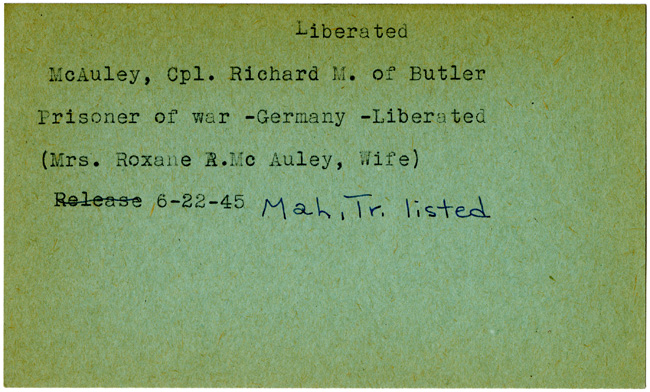 Liberated
McAuley, Cpl. Richard M. of Butler
Prisoner of war -Germany -Liberated
(Mrs. Roxane R.Mc Auley, Wife)
Release 6-22-45 Mah, Tr. listed